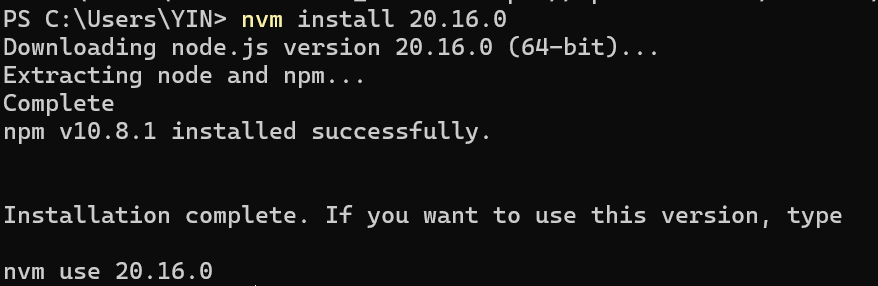 PS C:\Users\YIN> nvm install 20.16.0
Downloading node.js version 20.16.0 (64-bit)...
Extracting node and npm...
Complete
npm v10.8.1 installed successfully.
Installation complete. If you want to use this version, type
nvm use 20.16.0